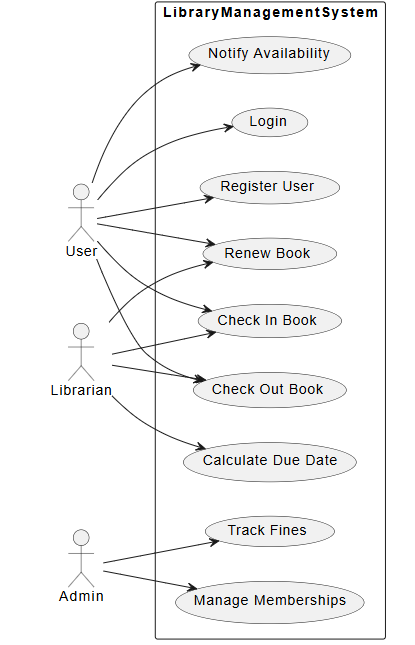 LibraryManagementSystem
Notify Availability
Login
Register User
User
Renew Book
Check In Book
Librarian
Check Out Book
Calculate Due Date
Track Fines
Admin
Manage Memberships